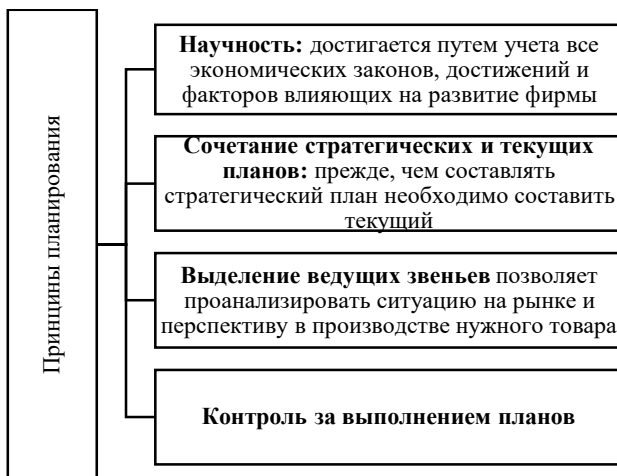 Принципы планирования
Научность: достигается путем учета все
экономических законов, достижений и
факторов влияющих на развитие фирмы
Сочетание стратегических и текущих
планов: прежде, чем составлять
стратегический план необходимо составить
текущий
Выделение ведущих звеньев позволяет
проанализировать ситуацию на рынке и
перспективу в производстве нужного товара
Контроль за выполнением планов